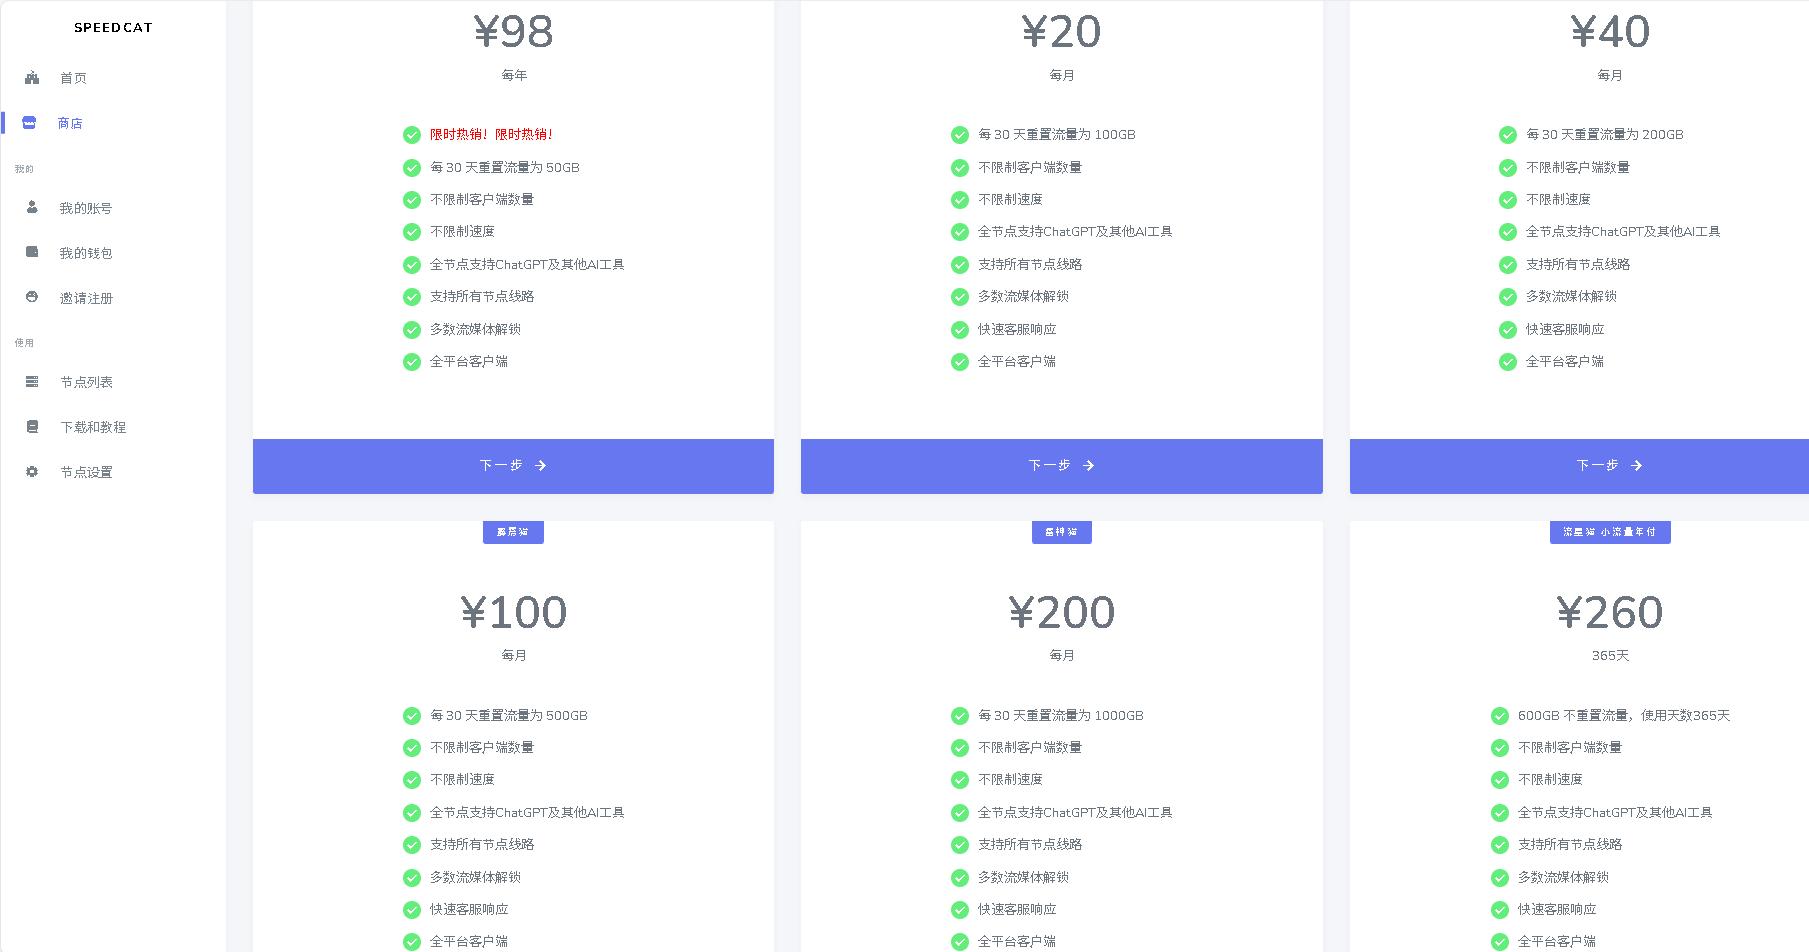 SPEEDCAT
首页
商店
我的
我的账号
我的钱包
邀请注册
使用
节点列表
下载和教程
节点设置
¥98
每年
限时热销！限时热销！
每 30 天重置流量为 50GB
不限制客户端数量
不限制速度
全节点支持ChatGPT及其他AI工具
支持所有节点线路
多数流媒体解锁
全平台客户端
下一步 →
¥20
每月
每 30 天重置流量为 100GB
不限制客户端数量
不限制速度
全节点支持ChatGPT及其他AI工具
支持所有节点线路
多数流媒体解锁
快速客服响应
全平台客户端
下一步 →
¥40
每月
每 30 天重置流量为 200GB
不限制客户端数量
不限制速度
全节点支持ChatGPT及其他AI工具
支持所有节点线路
多数流媒体解锁
快速客服响应
全平台客户端
下一步 →
霹雳猫
¥100
每月
每 30 天重置流量为 500GB
不限制客户端数量
不限制速度
全节点支持ChatGPT及其他AI工具
支持所有节点线路
多数流媒体解锁
快速客服响应
全平台客户端
雷神猫
¥200
每月
每 30 天重置流量为 1000GB
不限制客户端数量
不限制速度
全节点支持ChatGPT及其他AI工具
支持所有节点线路
多数流媒体解锁
快速客服响应
全平台客户端
流星猫 小流量年付
¥260
365天
600GB 不重置流量，使用天数365天
不限制客户端数量
不限制速度
全节点支持ChatGPT及其他AI工具
支持所有节点线路
多数流媒体解锁
快速客服响应
全平台客户端